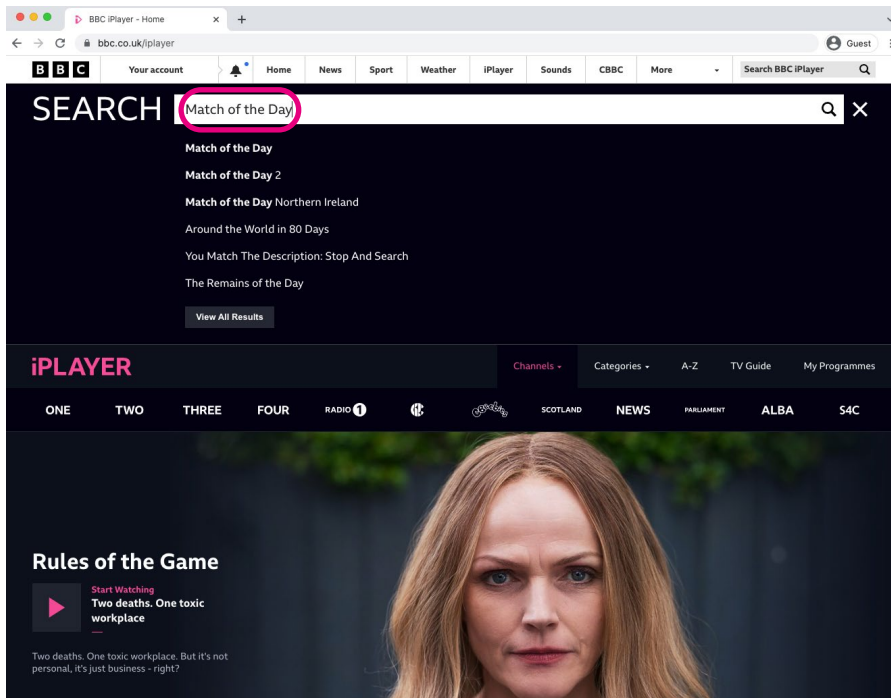 BBC iPlayer - Home
bbc.co.uk/iplayer
Guest
BBC Your account Home News Sport Weather iPlayer Sounds CBBC More Search BBC iPlayer
SEARCH Match of the Day
Match of the Day
Match of the Day 2
Match of the Day Northern Ireland
Around the World in 80 Days
You Match The Description: Stop And Search
The Remains of the Day
View All Results
iPLAYER Channels Categories A-Z TV Guide My Programmes
ONE TWO THREE FOUR RADIO 1 CBBC CBeebies SCOTLAND NEWS PARLIAMENT ALBA S4C
Rules of the Game
Start Watching
Two deaths. One toxic
workplace
Two deaths. One toxic workplace. But it's not
personal, it's just business - right?